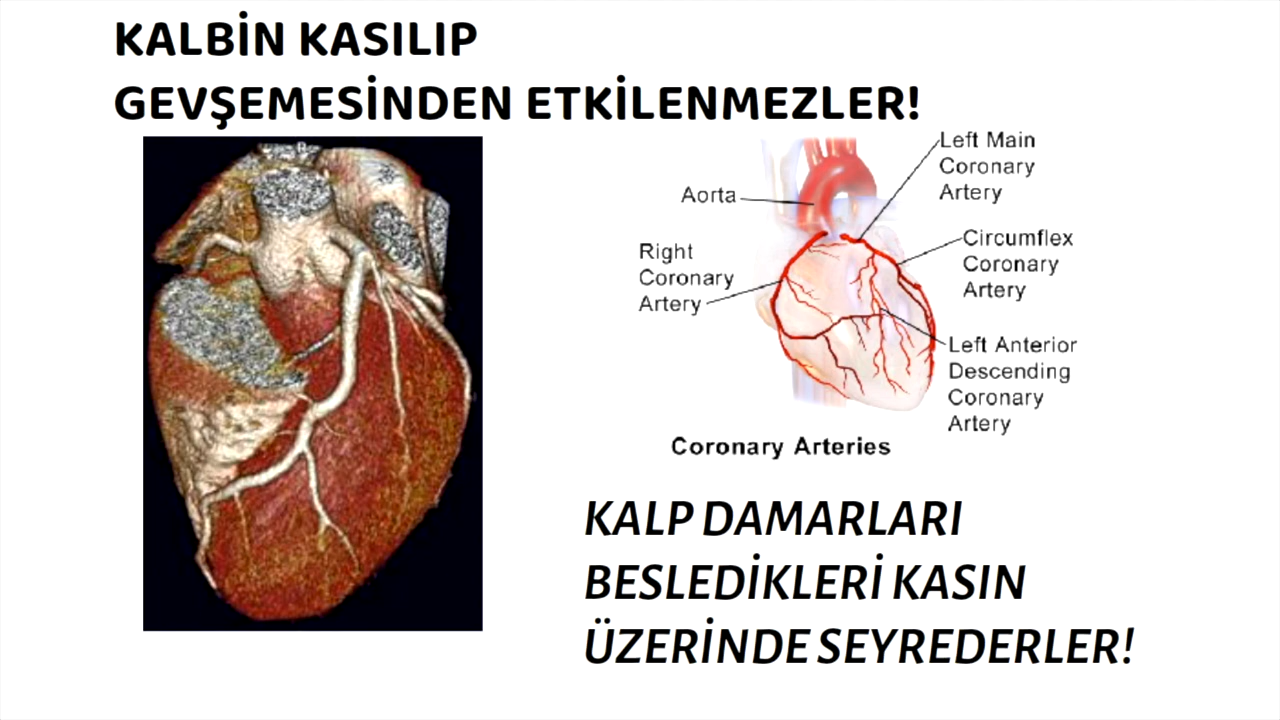 KALBİN KASILIP
GEVŞEMESİNDEN ETKİLENMEZLER!
R
Left Main
Coronary
Artery
Aorta
Right
Coronary
Artery
Circumflex
Coronary
Artery
Left Anterior
Descending
Coronary
Artery
Coronary Arteries
KALP DAMARLARI
BESLEDİKLERİ KASIN
ÜZERİNDE SEYREDERLER!